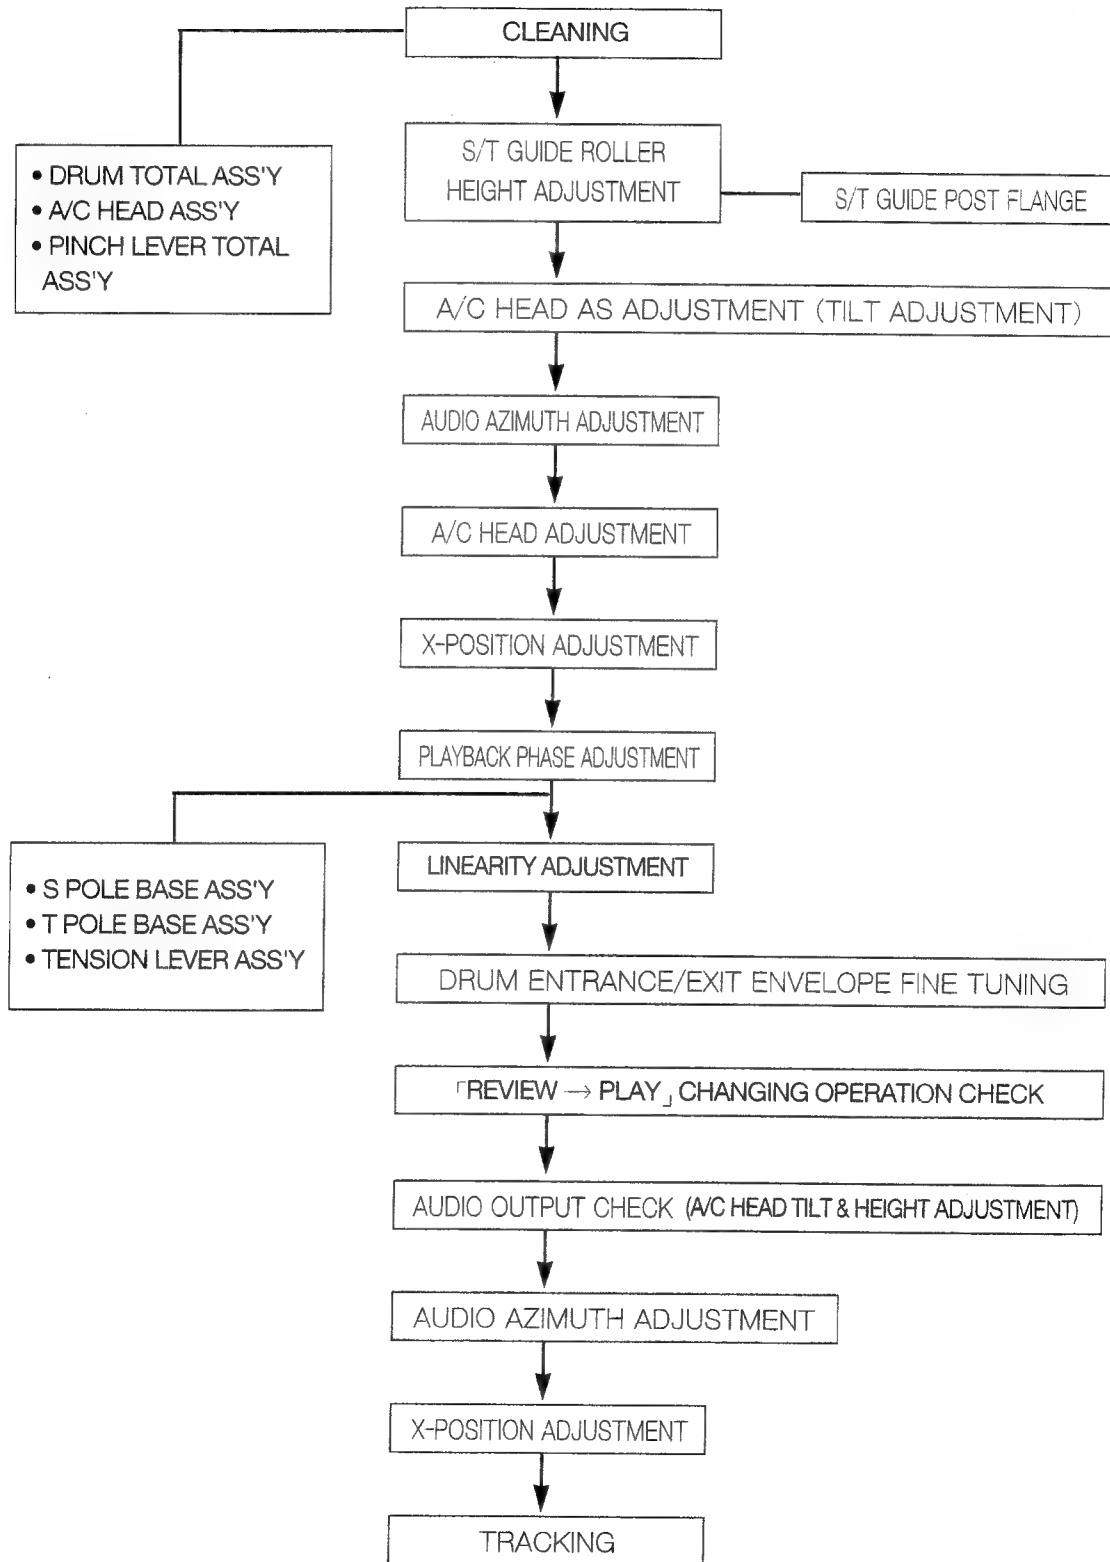 CLEANING
• DRUM TOTAL ASS'Y
• A/C HEAD ASS'Y
• PINCH LEVER TOTAL
ASS'Y
S/T GUIDE ROLLER
HEIGHT ADJUSTMENT
S/T GUIDE POST FLANGE
A/C HEAD AS ADJUSTMENT (TILT ADJUSTMENT)
AUDIO AZIMUTH ADJUSTMENT
A/C HEAD ADJUSTMENT
X-POSITION ADJUSTMENT
PLAYBACK PHASE ADJUSTMENT
• S POLE BASE ASS'Y
• T POLE BASE ASS'Y
• TENSION LEVER ASS'Y
LINEARITY ADJUSTMENT
DRUM ENTRANCE/EXIT ENVELOPE FINE TUNING
「REVIEW → PLAY」 CHANGING OPERATION CHECK
AUDIO OUTPUT CHECK (A/C HEAD TILT & HEIGHT ADJUSTMENT)
AUDIO AZIMUTH ADJUSTMENT
X-POSITION ADJUSTMENT
TRACKING